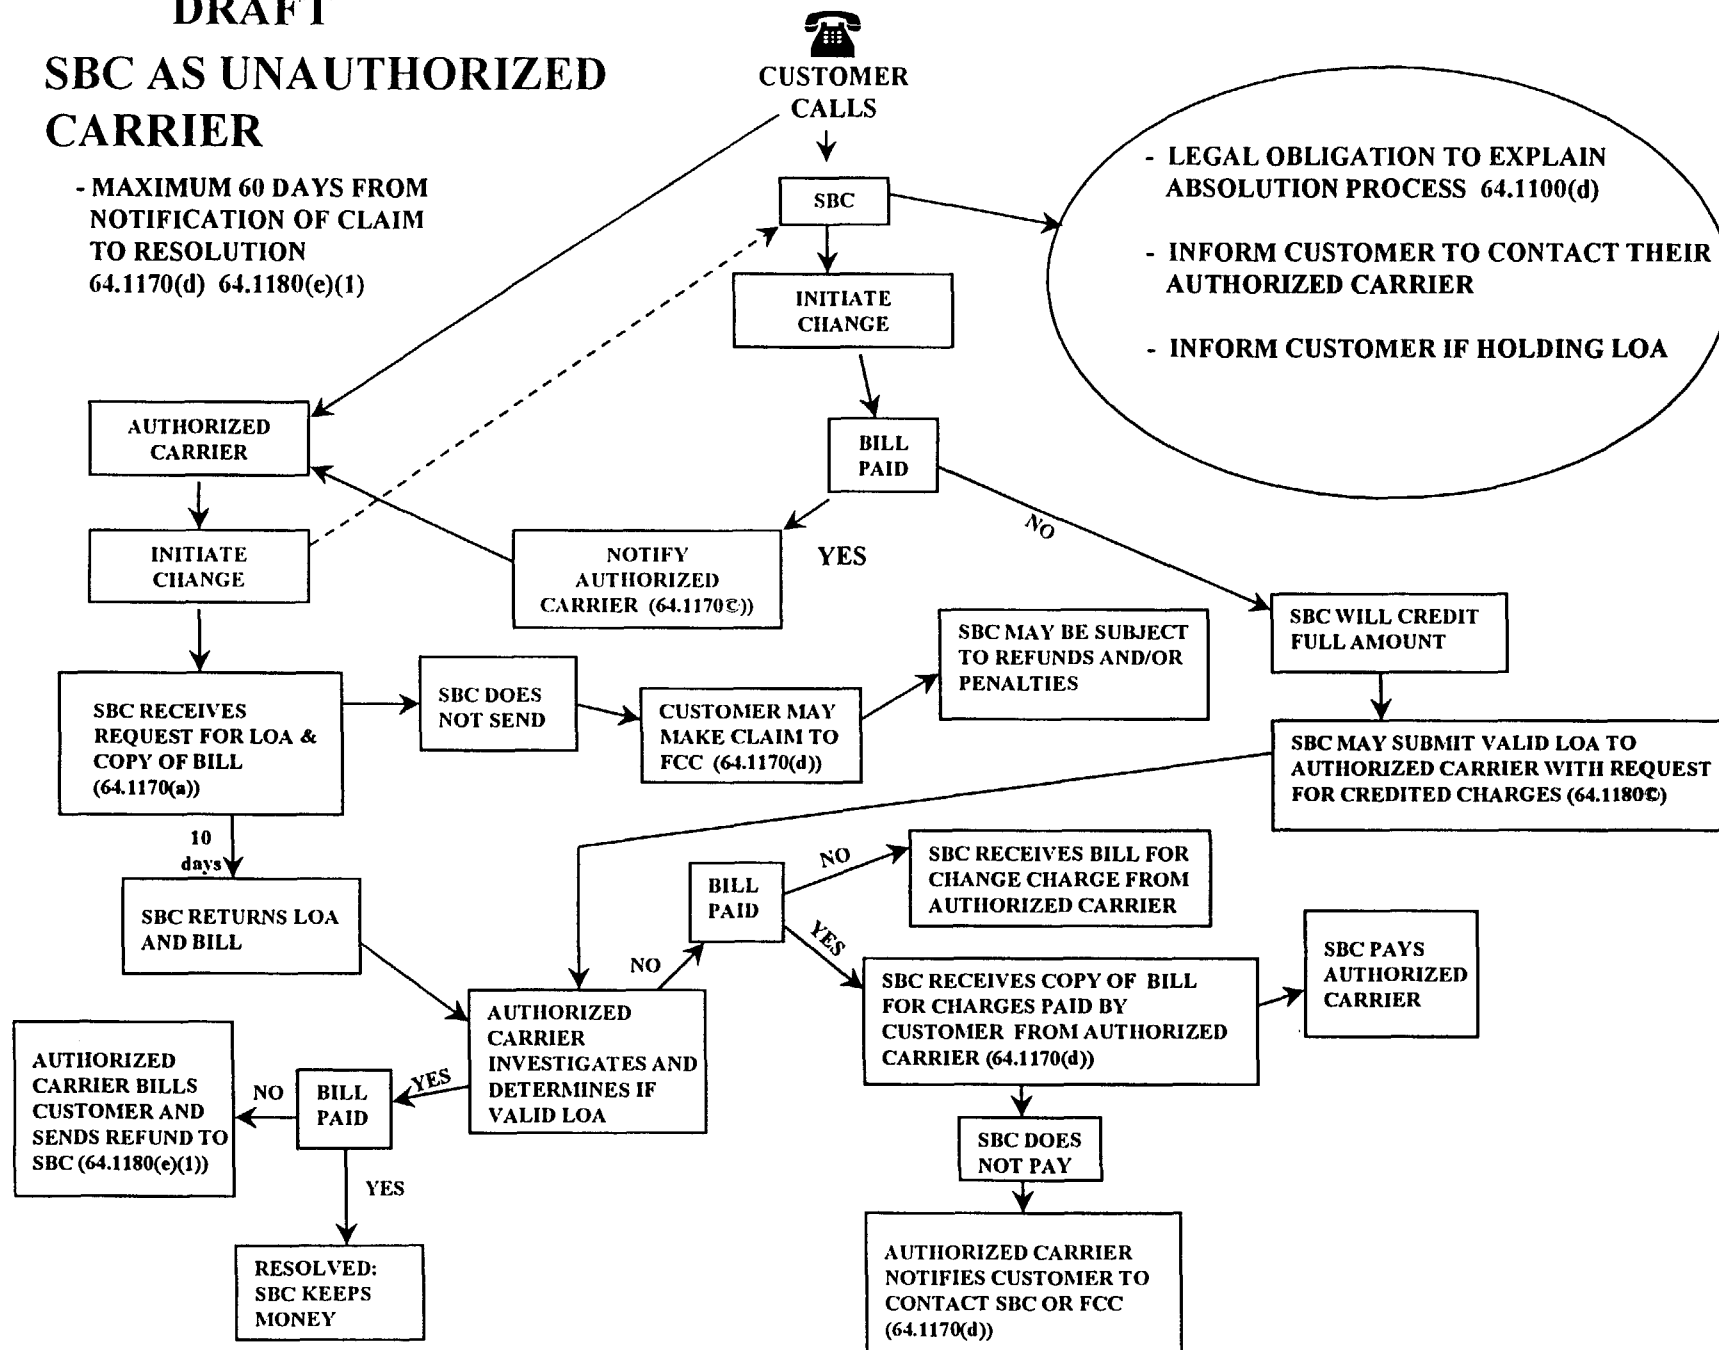 DRAFT
SBC AS UNAUTHORIZED
CARRIER
- MAXIMUM 60 DAYS FROM
NOTIFICATION OF CLAIM
TO RESOLUTION
64.1170(d) 64.1180(e)(1)
CUSTOMER
CALLS
SBC
- LEGAL OBLIGATION TO EXPLAIN
ABSOLUTION PROCESS 64.1100(d)
- INFORM CUSTOMER TO CONTACT THEIR
AUTHORIZED CARRIER
- INFORM CUSTOMER IF HOLDING LOA
INITIATE
CHANGE
AUTHORIZED
CARRIER
BILL
PAID
INITIATE
CHANGE
NOTIFY
AUTHORIZED
CARRIER (64.1170©))
YES
NO
SBC WILL CREDIT
FULL AMOUNT
SBC RECEIVES
REQUEST FOR LOA &
COPY OF BILL
(64.1170(a))
SBC DOES
NOT SEND
CUSTOMER MAY
MAKE CLAIM TO
FCC (64.1170(d))
SBC MAY BE SUBJECT
TO REFUNDS AND/OR
PENALTIES
SBC MAY SUBMIT VALID LOA TO
AUTHORIZED CARRIER WITH REQUEST
FOR CREDITED CHARGES (64.1180©)
10
days
SBC RETURNS LOA
AND BILL
BILL
PAID
NO
SBC RECEIVES BILL FOR
CHANGE CHARGE FROM
AUTHORIZED CARRIER
YES
NO
SBC RECEIVES COPY OF BILL
FOR CHARGES PAID BY
CUSTOMER FROM AUTHORIZED
CARRIER (64.1170(d))
SBC PAYS
AUTHORIZED
CARRIER
AUTHORIZED
CARRIER
INVESTIGATES AND
DETERMINES IF
VALID LOA
YES
BILL
PAID
NO
AUTHORIZED
CARRIER BILLS
CUSTOMER AND
SENDS REFUND TO
SBC (64.1180(e)(1))
YES
RESOLVED:
SBC KEEPS
MONEY
SBC DOES
NOT PAY
AUTHORIZED CARRIER
NOTIFIES CUSTOMER TO
CONTACT SBC OR FCC
(64.1170(d))